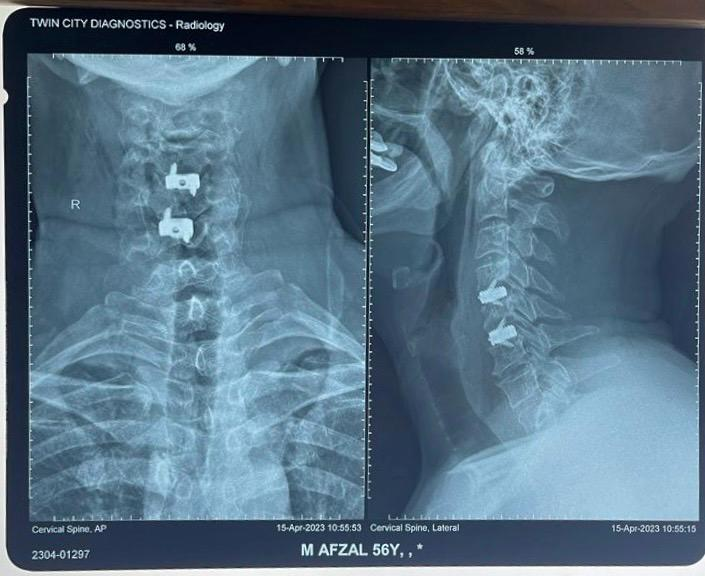 TWIN CITY DIAGNOSTICS - Radiology
68 %
58 %
R
Cervical Spine, AP
15-Apr-2023 10:55:53
Cervical Spine, Lateral
15-Apr-2023 10:55:15
2304-01297
M AFZAL 56Y, , *